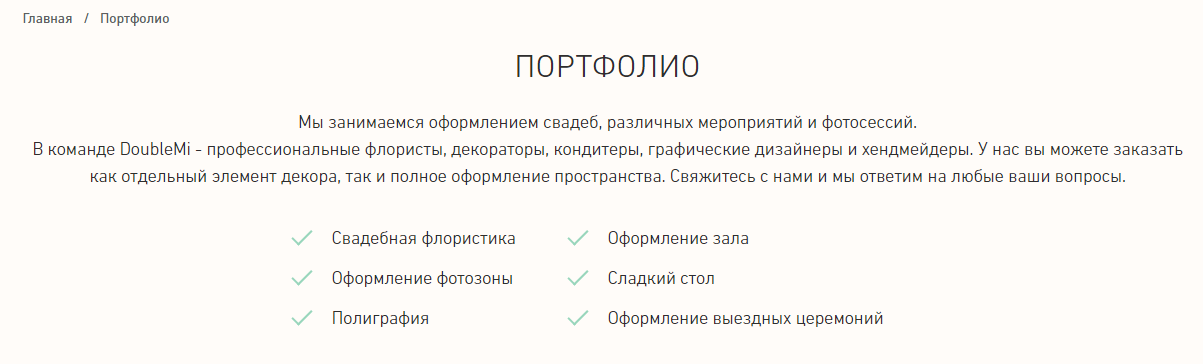 Главная / Портфолио
ПОРТФОЛИО
Мы занимаемся оформлением свадеб, различных мероприятий и фотосессий.
В команде DoubleMi - профессиональные флористы, декораторы, кондитеры, графические дизайнеры и хендмейдеры. У нас вы можете заказать
как отдельный элемент декора, так и полное оформление пространства. Свяжитесь с нами и мы ответим на любые ваши вопросы.
Свадебная флористика
Оформление фотозоны
Полиграфия
Оформление зала
Сладкий стол
Оформление выездных церемоний